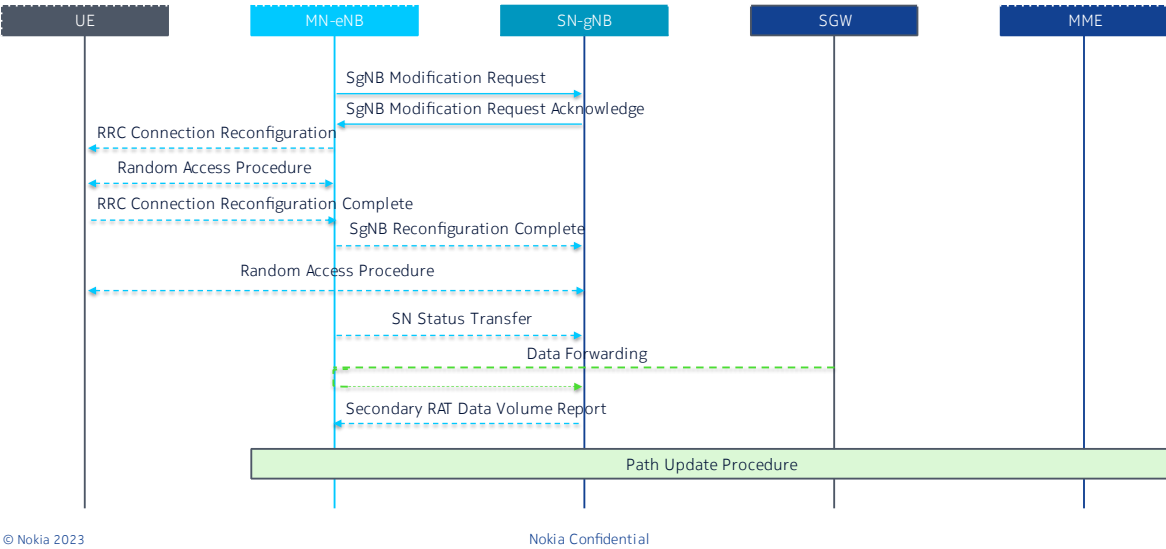 UE MN-eNB SN-gNB SGW MME
SgNB Modification Request
SgNB Modification Request Acknowledge
RRC Connection Reconfiguration
Random Access Procedure
RRC Connection Reconfiguration Complete
SgNB Reconfiguration Complete
Random Access Procedure
SN Status Transfer
Data Forwarding
Secondary RAT Data Volume Report
Path Update Procedure
© Nokia 2023 Nokia Confidential